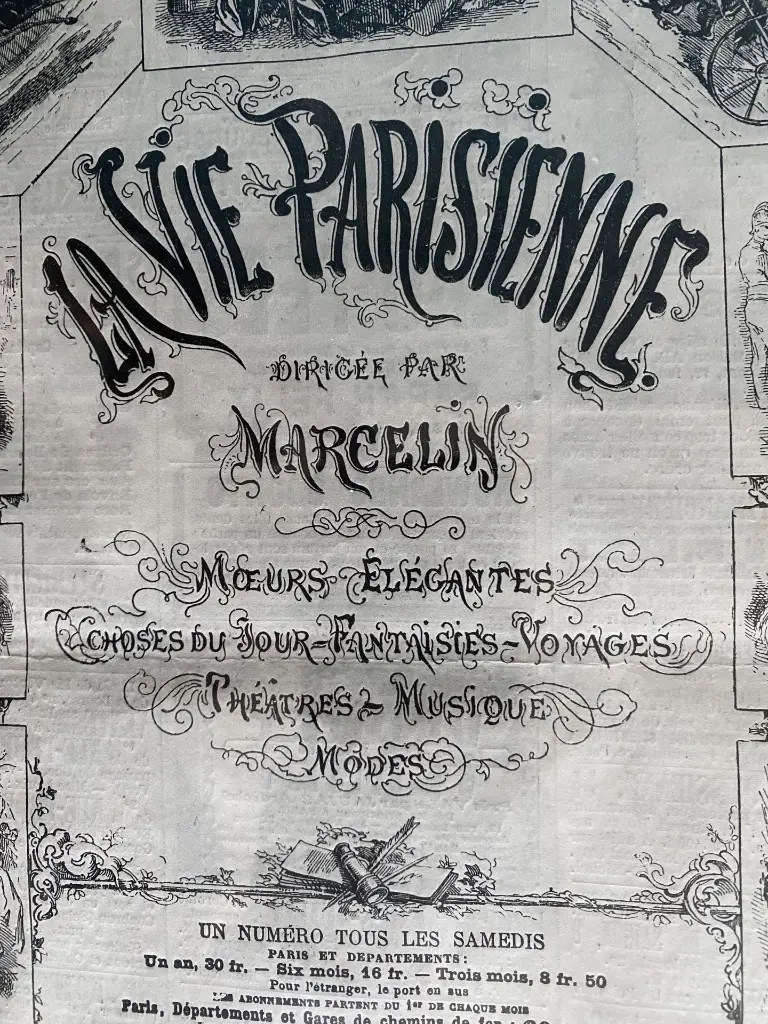 LA VIE PARISIENNE
DIRIGÉE PAR
MARCELIN
MŒURS ÉLÉGANTES
CHOSES DU JOUR - FANTAISIES - VOYAGES
THÉÂTRES - MUSIQUE
MODES
UN NUMÉRO TOUS LES SAMEDIS
PARIS ET DEPARTEMENTS:
Un an, 30 fr. — Six mois, 16 fr. — Trois mois, 8 fr. 50
Pour l'étranger, le port en sus
LES ABONNEMENTS PARTENT DU 1er DE CHAQUE MOIS
Paris, Départements et Gares de chemins de fer :